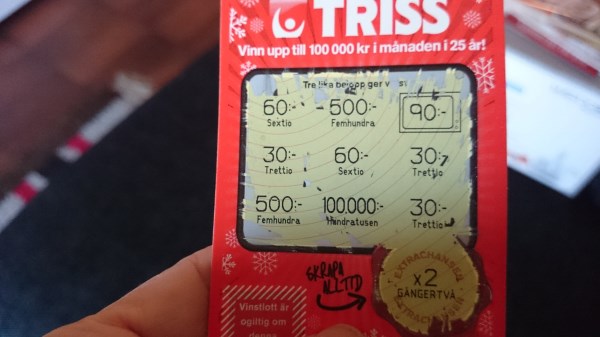 TRISS
Vinn upp till 100 000 kr i månaden i 25 år!
Tre lika belopp ger vinst
60:- 500:- 90:-
Sextio Femhundra
30:- 60:- 30:-
Trettio Sextio Trettio
500:- 100.000:- 30:-
Femhundra Hundratusen Trettio
SKRAPA
ALLTID
EXTRACHANSEN
X2
GÅNGERTVÅ
EXTRACHANSEN
Vinstlott är
ogiltig om